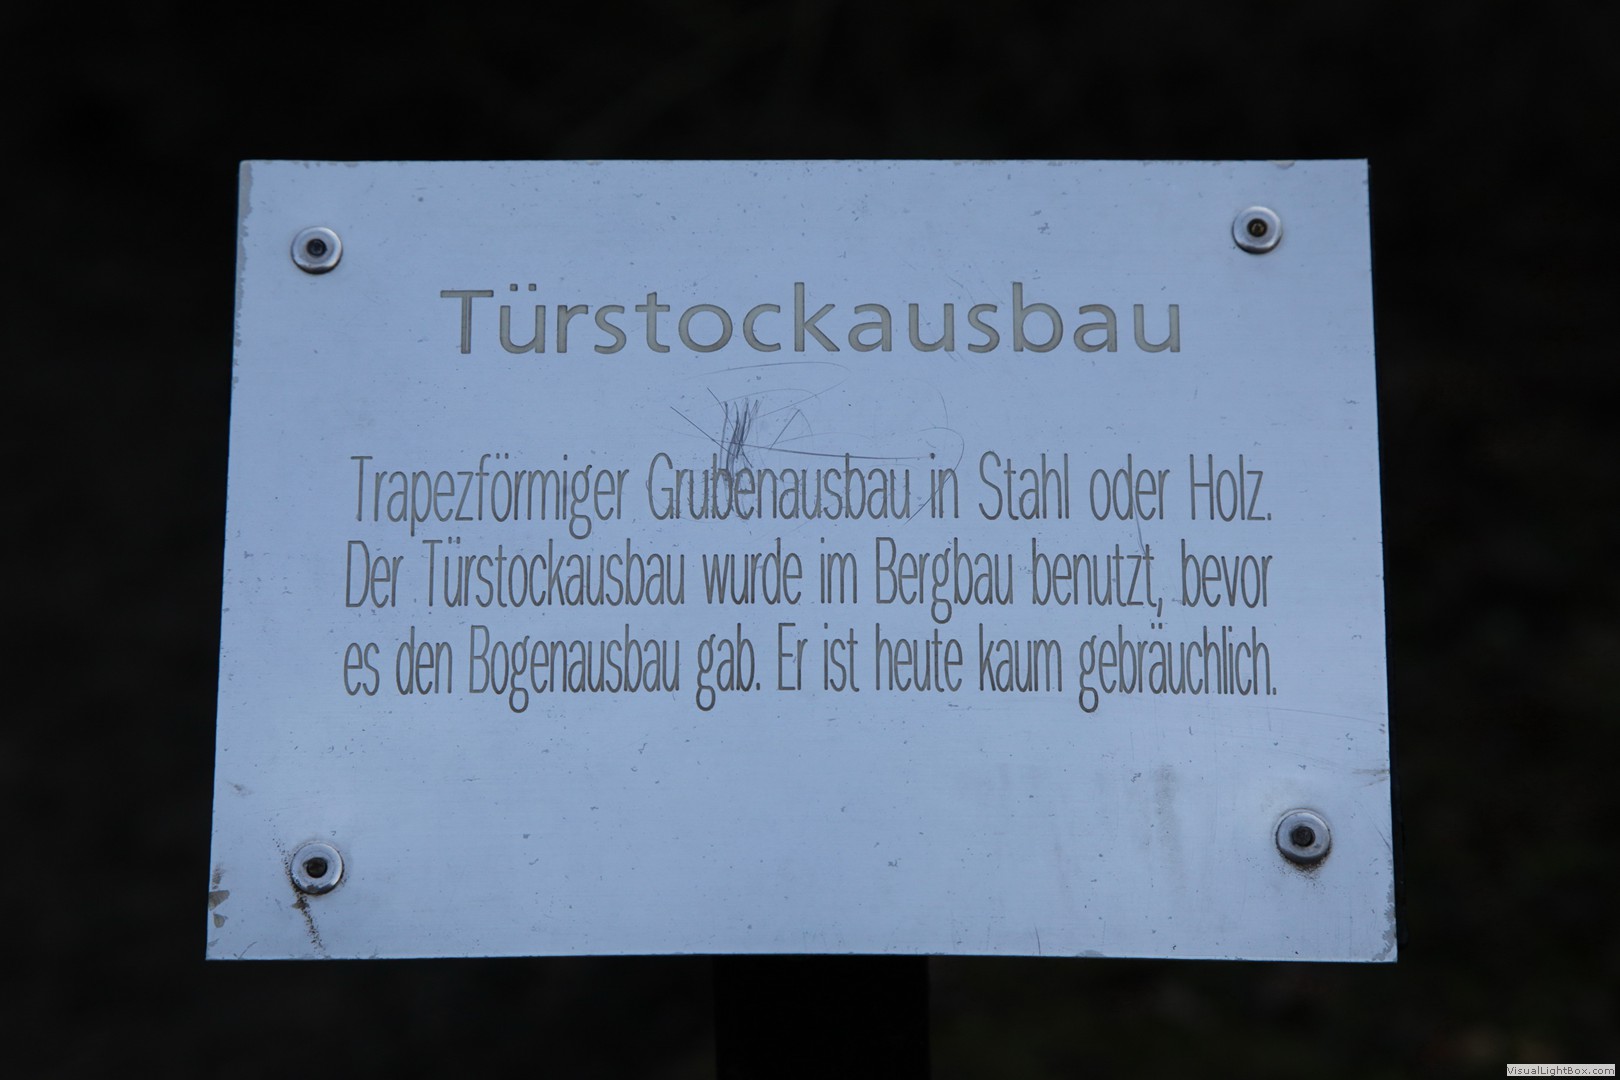 Türstockausbau
Trapezförmiger Grubenausbau in Stahl oder Holz.
Der Türstockausbau wurde im Bergbau benutzt, bevor
es den Bogenausbau gab. Er ist heute kaum gebräuchlich.
VisualLightBox.com